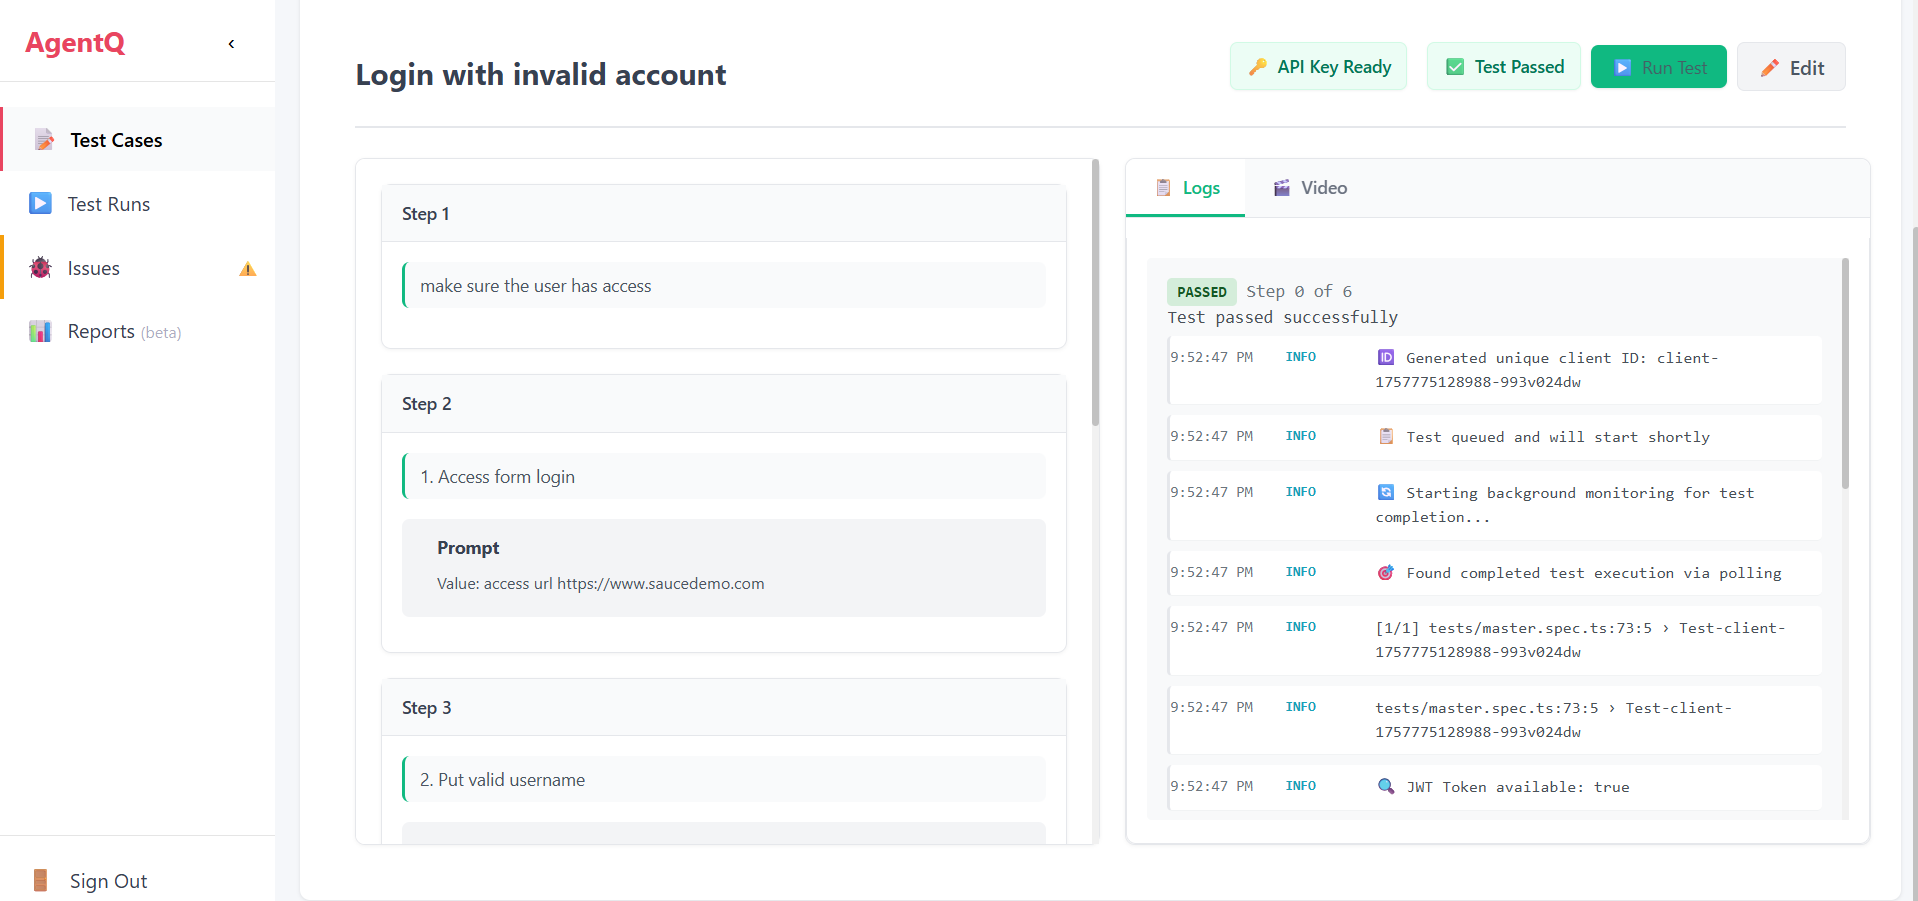 AgentQ
‹
Test Cases
Test Runs
Issues
Reports (beta)
Sign Out
Login with invalid account
API Key Ready
Test Passed
Run Test
Edit
Step 1
make sure the user has access
Step 2
1. Access form login
Prompt
Value: access url https://www.saucedemo.com
Step 3
2. Put valid username
Logs
Video
PASSED Step 0 of 6
Test passed successfully
9:52:47 PM INFO 🆔 Generated unique client ID: client-
1757775128988-993v024dw
9:52:47 PM INFO Test queued and will start shortly
9:52:47 PM INFO Starting background monitoring for test
completion...
9:52:47 PM INFO Found completed test execution via polling
9:52:47 PM INFO [1/1] tests/master.spec.ts:73:5 › Test-client-
1757775128988-993v024dw
9:52:47 PM INFO tests/master.spec.ts:73:5 › Test-client-
1757775128988-993v024dw
9:52:47 PM INFO JWT Token available: true